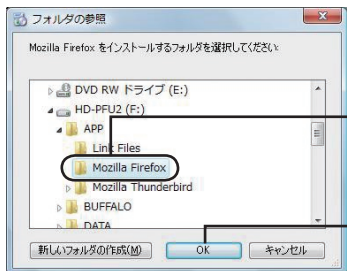 フォルダの参照
Mozilla Firefox をインストールするフォルダを選択してください:
DVD RW ドライブ (E:)
HD-PFU2 (F:)
APP
Link Files
Mozilla Firefox
Mozilla Thunderbird
BUFFALO
DATA
新しいフォルダの作成(M)
OK
キャンセル